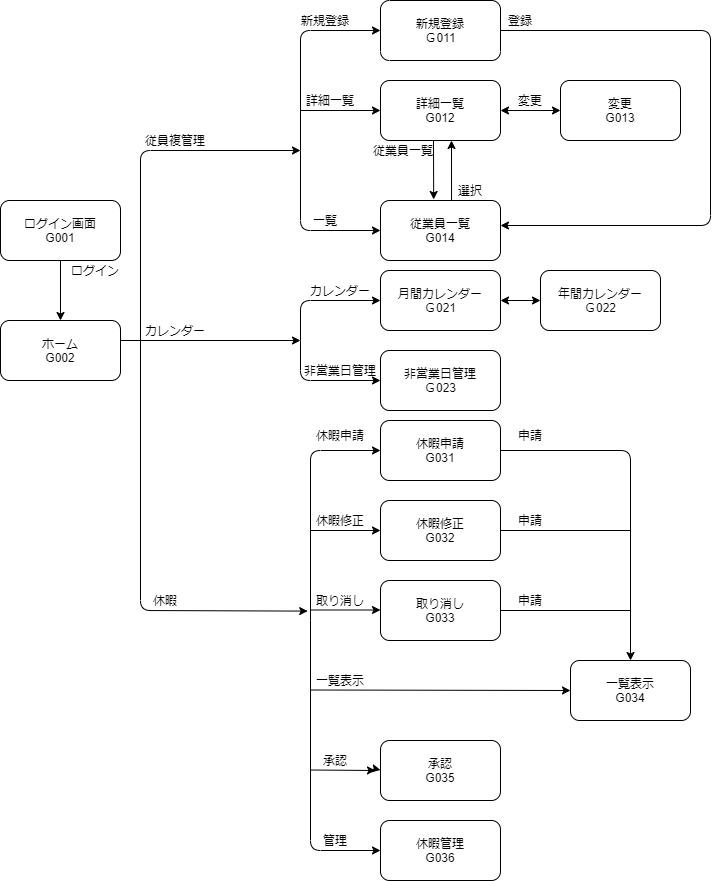 新規登録
新規登録
G011
登録
詳細一覧
詳細一覧
G012
変更
変更
G013
従員複管理
従業員一覧
選択
一覧
従業員一覧
G014
ログイン画面
G001
ログイン
カレンダー
月間カレンダー
G021
年間カレンダー
G022
ホーム
G002
カレンダー
非営業日管理
非営業日管理
G023
休暇申請
休暇申請
G031
申請
休暇修正
休暇修正
G032
申請
休暇
取り消し
取り消し
G033
申請
一覧表示
一覧表示
G034
承認
承認
G035
管理
休暇管理
G036